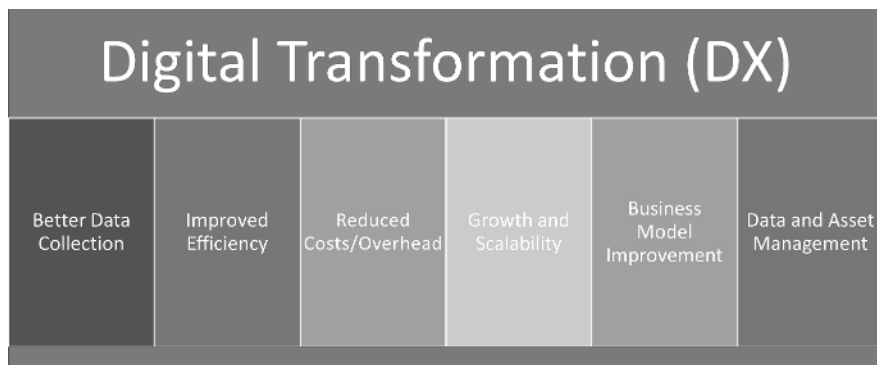 Digital Transformation (DX)
Better Data
Collection
Improved
Efficiency
Reduced
Costs/Overhead
Growth and
Scalability
Business
Model
Improvement
Data and Asset
Management